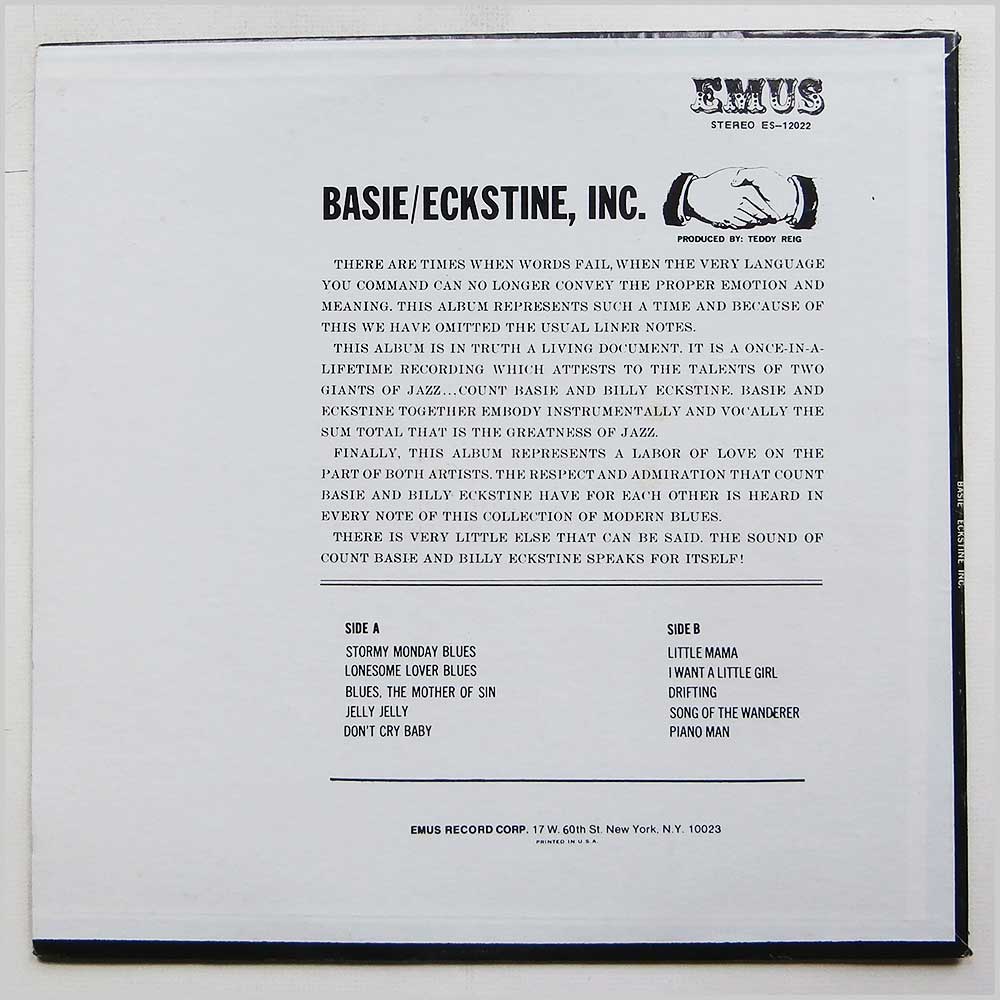 EMUS
STEREO ES-12022
BASIE/ECKSTINE, INC.
PRODUCED BY: TEDDY REIG
THERE ARE TIMES WHEN WORDS FAIL, WHEN THE VERY LANGUAGE
YOU COMMAND CAN NO LONGER CONVEY THE PROPER EMOTION AND
MEANING. THIS ALBUM REPRESENTS SUCH A TIME AND BECAUSE OF
THIS WE HAVE OMITTED THE USUAL LINER NOTES.
THIS ALBUM IS IN TRUTH A LIVING DOCUMENT. IT IS A ONCE-IN-A-
LIFETIME RECORDING WHICH ATTESTS TO THE TALENTS OF TWO
GIANTS OF JAZZ...COUNT BASIE AND BILLY ECKSTINE. BASIE AND
ECKSTINE TOGETHER EMBODY INSTRUMENTALLY AND VOCALLY THE
SUM TOTAL THAT IS THE GREATNESS OF JAZZ.
FINALLY, THIS ALBUM REPRESENTS A LABOR OF LOVE ON THE
PART OF BOTH ARTISTS. THE RESPECT AND ADMIRATION THAT COUNT
BASIE AND BILLY ECKSTINE HAVE FOR EACH OTHER IS HEARD IN
EVERY NOTE OF THIS COLLECTION OF MODERN BLUES.
THERE IS VERY LITTLE ELSE THAT CAN BE SAID. THE SOUND OF
COUNT BASIE AND BILLY ECKSTINE SPEAKS FOR ITSELF!
SIDE A
STORMY MONDAY BLUES
LONESOME LOVER BLUES
BLUES, THE MOTHER OF SIN
JELLY JELLY
DON'T CRY BABY
SIDE B
LITTLE MAMA
I WANT A LITTLE GIRL
DRIFTING
SONG OF THE WANDERER
PIANO MAN
EMUS RECORD CORP. 17 W. 60th St. New York, N.Y. 10023
PRINTED IN U.S.A.
BASIE / ECKSTINE INC.